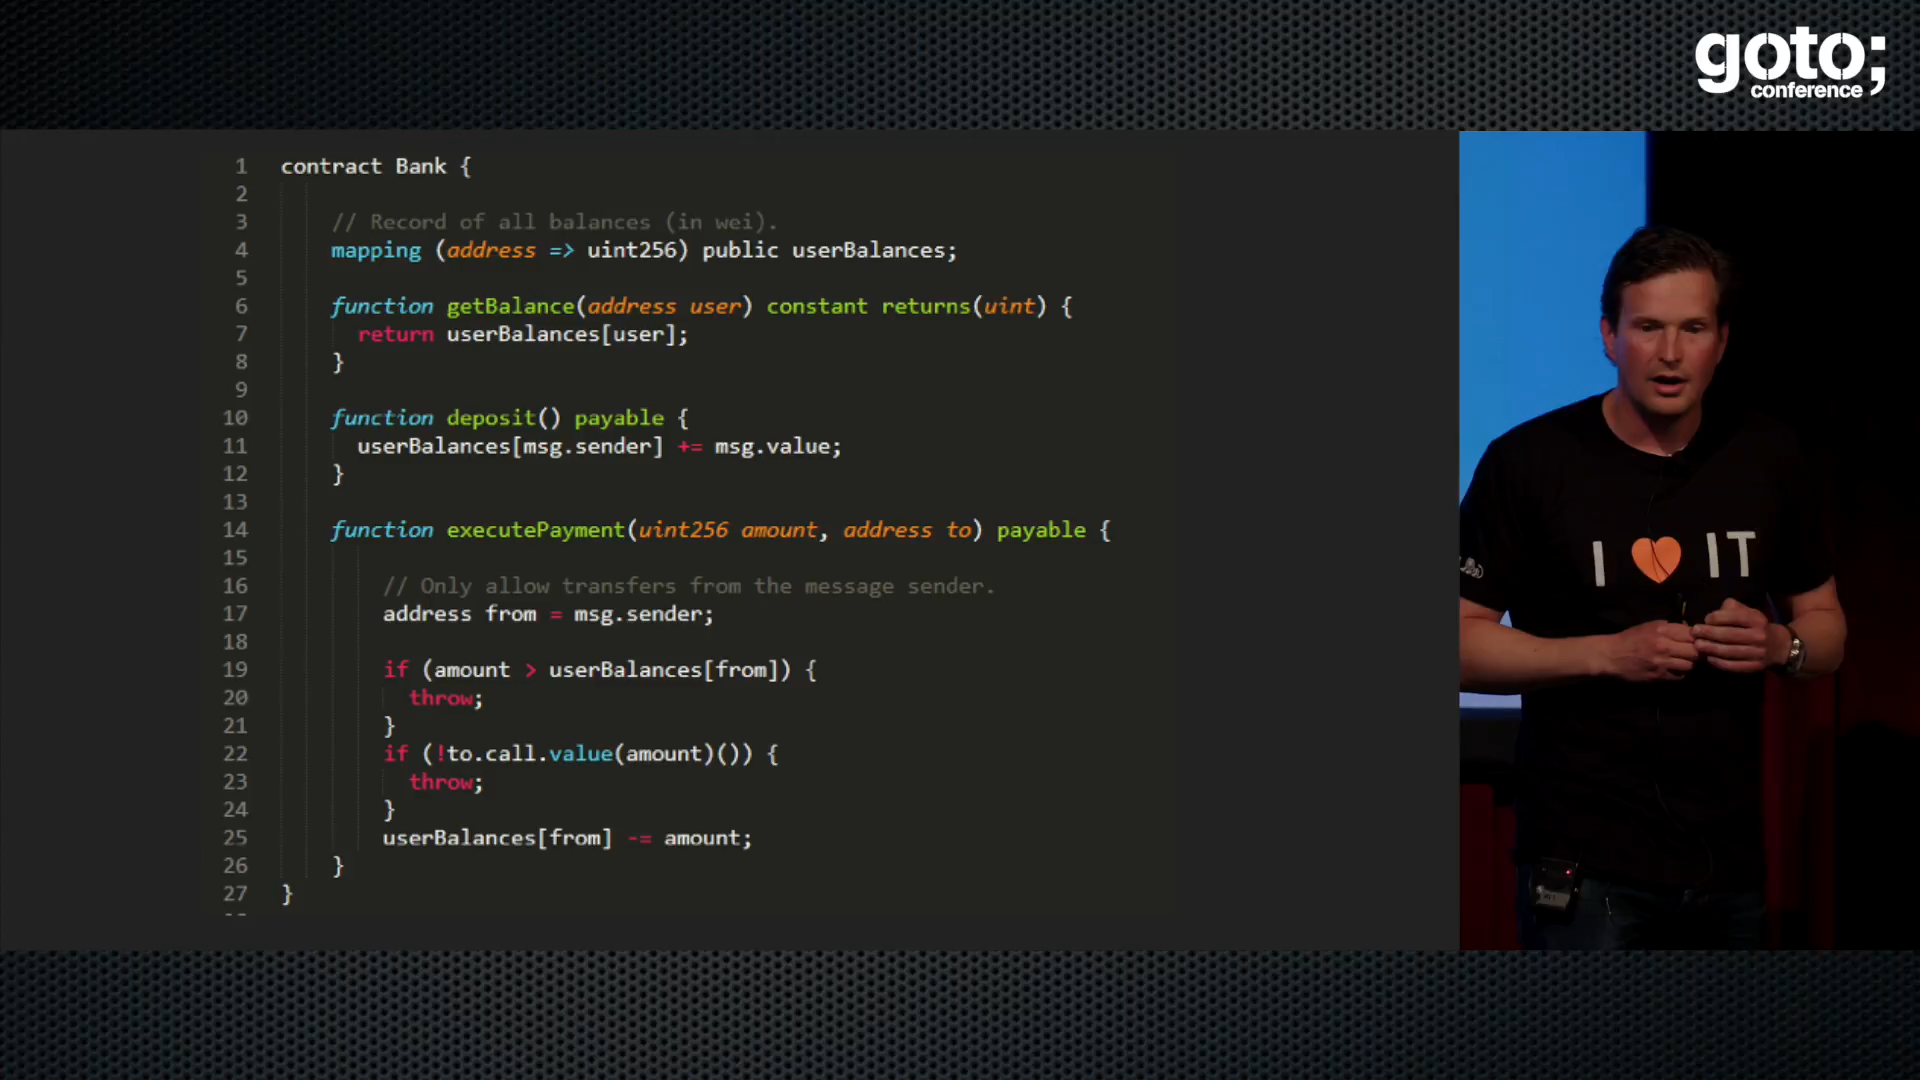 goto;
conference
1 contract Bank {
2
3 // Record of all balances (in wei).
4 mapping (address => uint256) public userBalances;
5
6 function getBalance(address user) constant returns(uint) {
7 return userBalances[user];
8 }
9
10 function deposit() payable {
11 userBalances[msg.sender] += msg.value;
12 }
13
14 function executePayment(uint256 amount, address to) payable {
15
16 // Only allow transfers from the message sender.
17 address from = msg.sender;
18
19 if (amount > userBalances[from]) {
20 throw;
21 }
22 if (!to.call.value(amount)()) {
23 throw;
24 }
25 userBalances[from] -= amount;
26 }
27 }
I IT